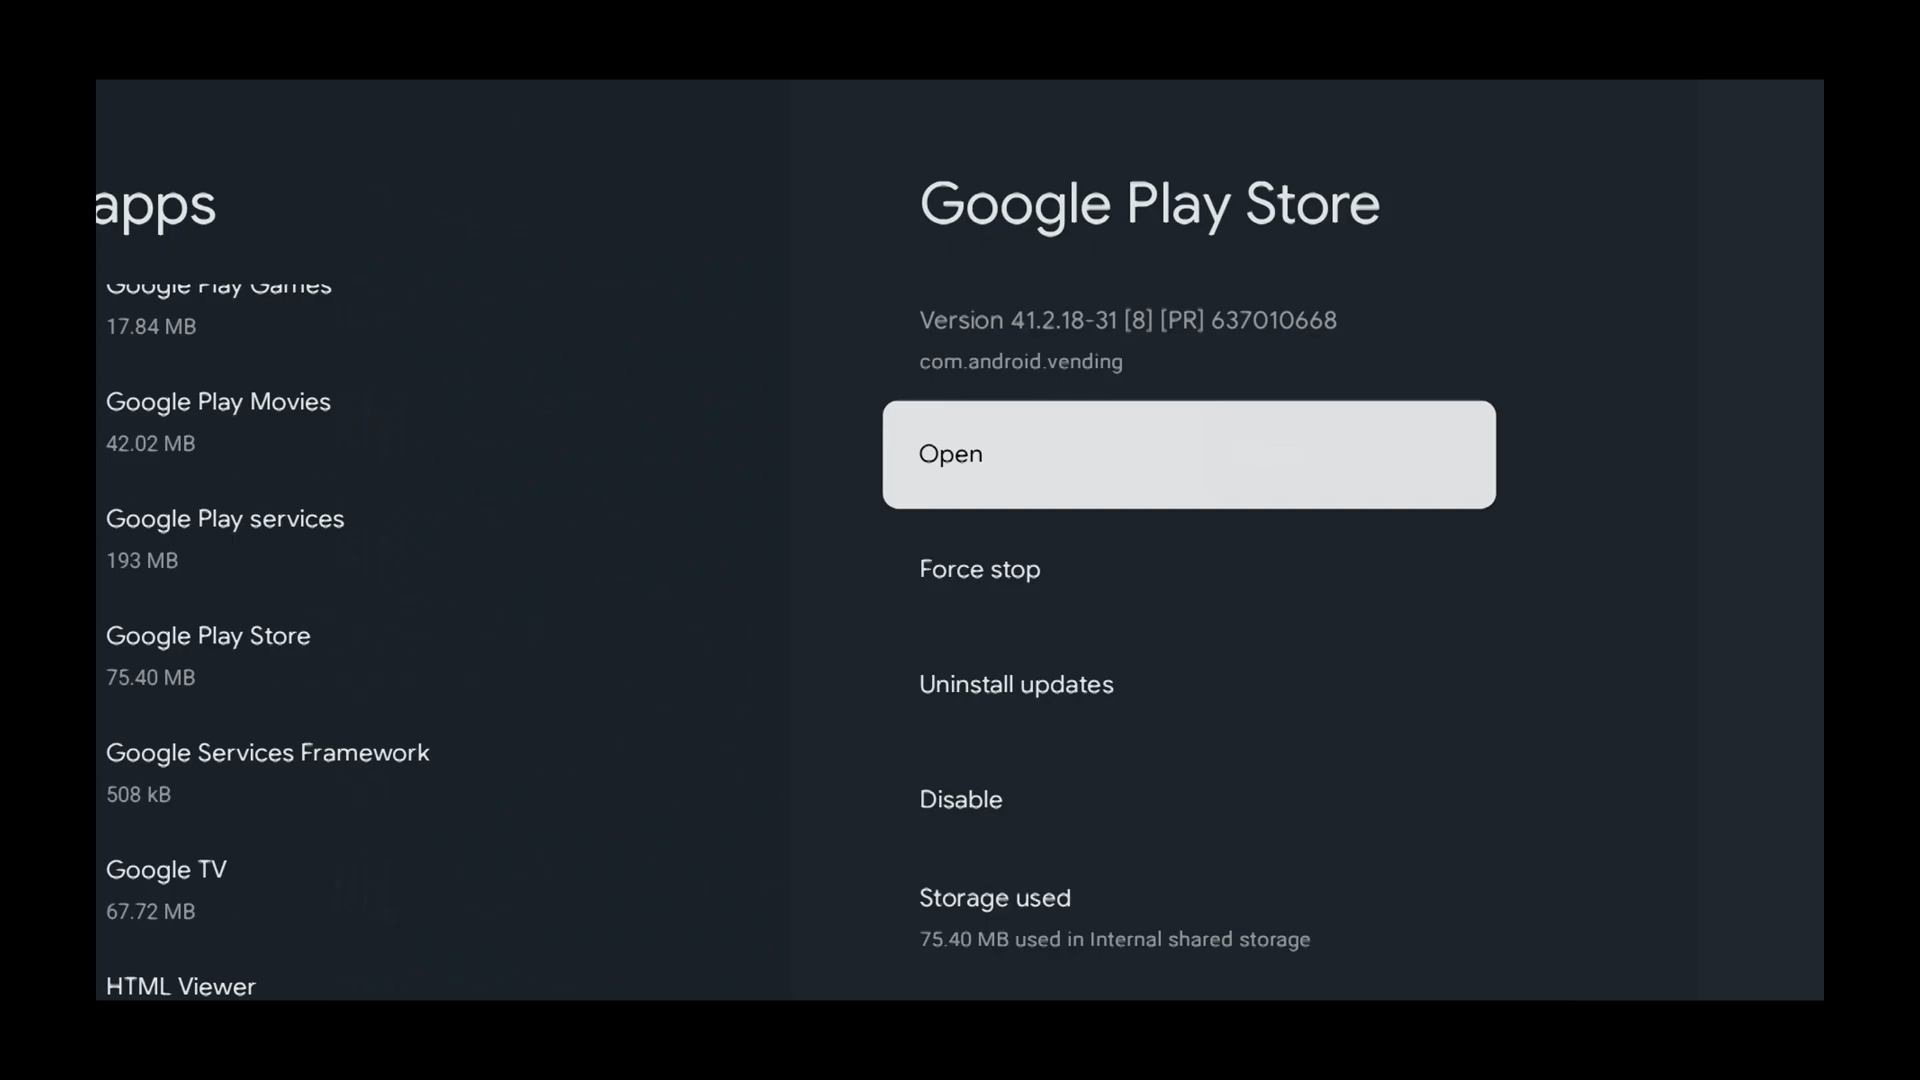 apps
Google Play Games
17.84 MB
Google Play Movies
42.02 MB
Google Play services
193 MB
Google Play Store
75.40 MB
Google Services Framework
508 kB
Google TV
67.72 MB
HTML Viewer
Google Play Store
Version 41.2.18-31 [8] [PR] 637010668
com.android.vending
Open
Force stop
Uninstall updates
Disable
Storage used
75.40 MB used in Internal shared storage